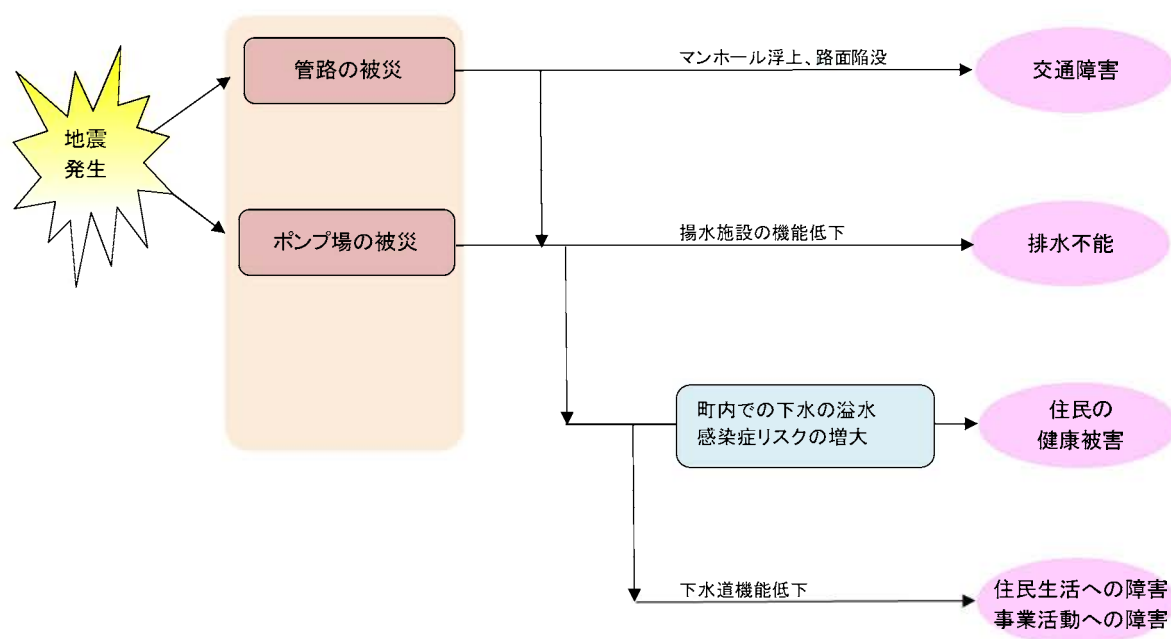 地震
発生
管路の被災
マンホール浮上、路面陥没
交通障害
ポンプ場の被災
揚水施設の機能低下
排水不能
町内での下水の溢水
感染症リスクの増大
住民の
健康被害
下水道機能低下
住民生活への障害
事業活動への障害